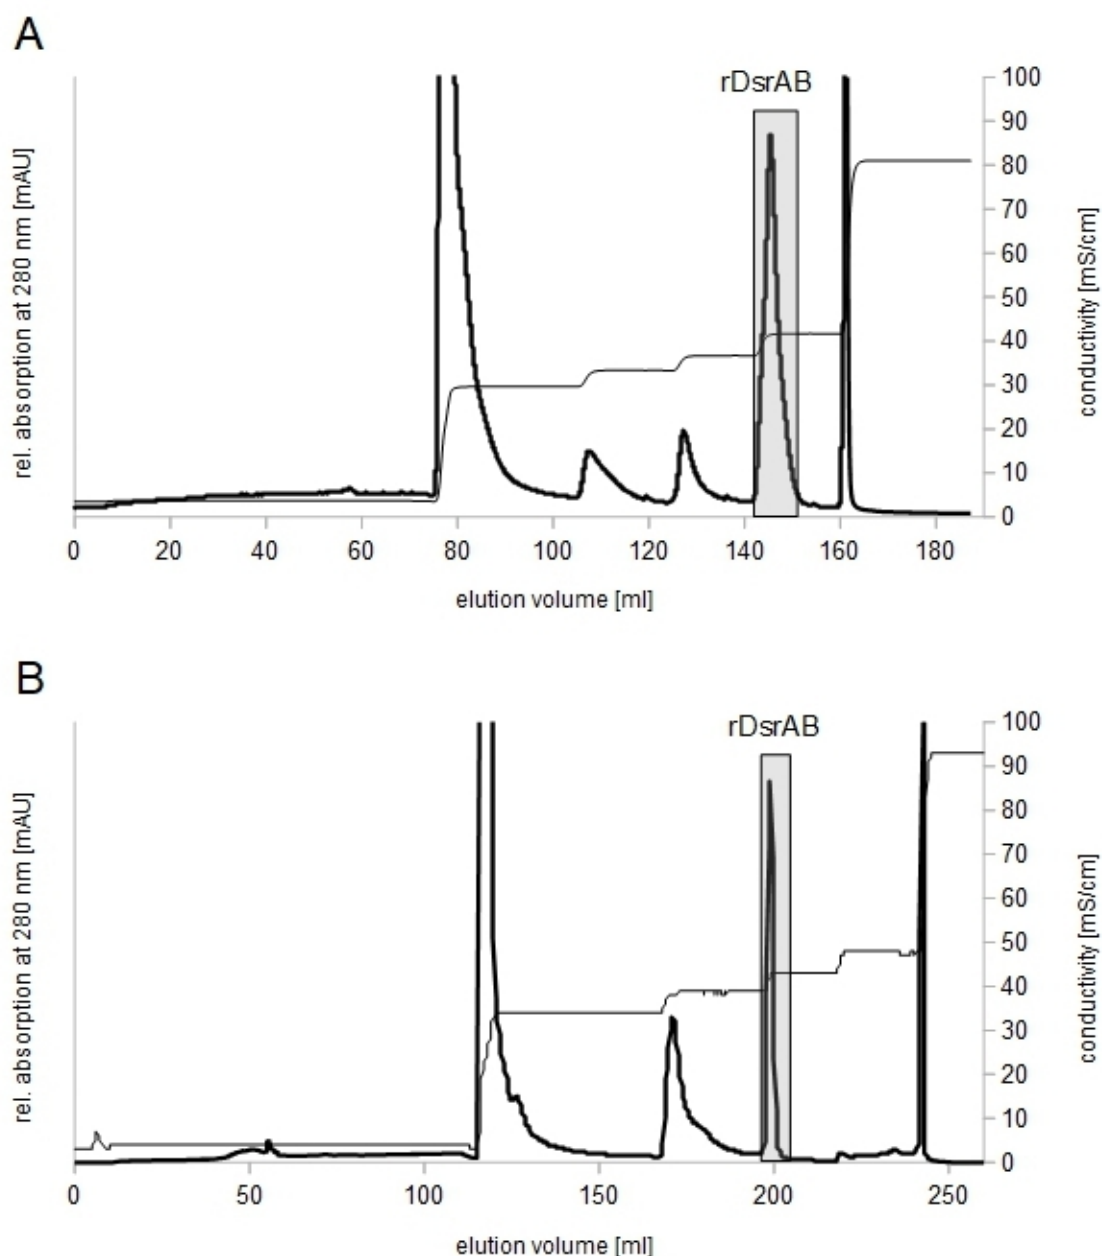 A
rDsrAB
rel. absorption at 280 nm [mAU]
100
90
80
70
60
50
40
30
20
10
0
conductivity [mS/cm]
0 20 40 60 80 100 120 140 160 180
elution volume [ml]
B
rDsrAB
rel. absorption at 280 nm [mAU]
100
90
80
70
60
50
40
30
20
10
0
conductivity [mS/cm]
0 50 100 150 200 250
elution volume [ml]